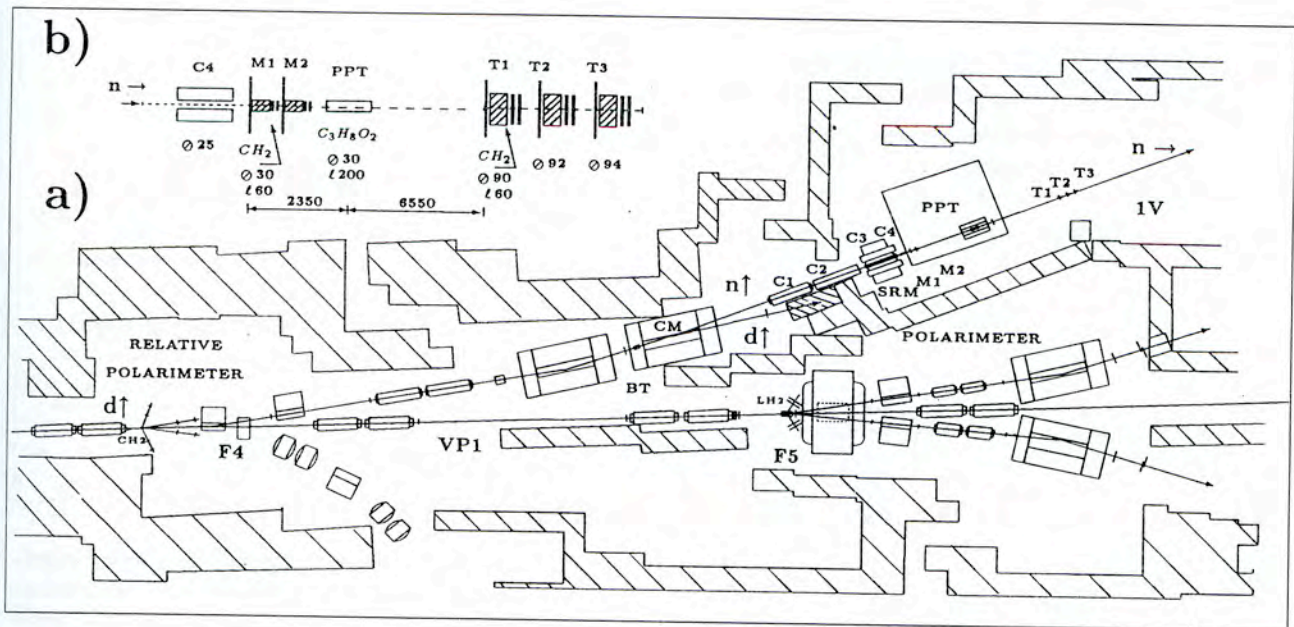 b)
C4 M1 M2 PPT T1 T2 T3
n →
CH2 C3H8O2 CH2
⌀ 25 ⌀ 30 ⌀ 30 ⌀ 90 ⌀ 92 ⌀ 94
ℓ 60 ℓ 200 ℓ 60
2350 6550
a)
n →
T1 T2 T3
PPT
1V
C3 C4
C1 C2
M1 M2
SRM
n↑
CM
d↑
POLARIMETER
RELATIVE
POLARIMETER
BT
d↑
CH2
LH2
F4
VP1
F5